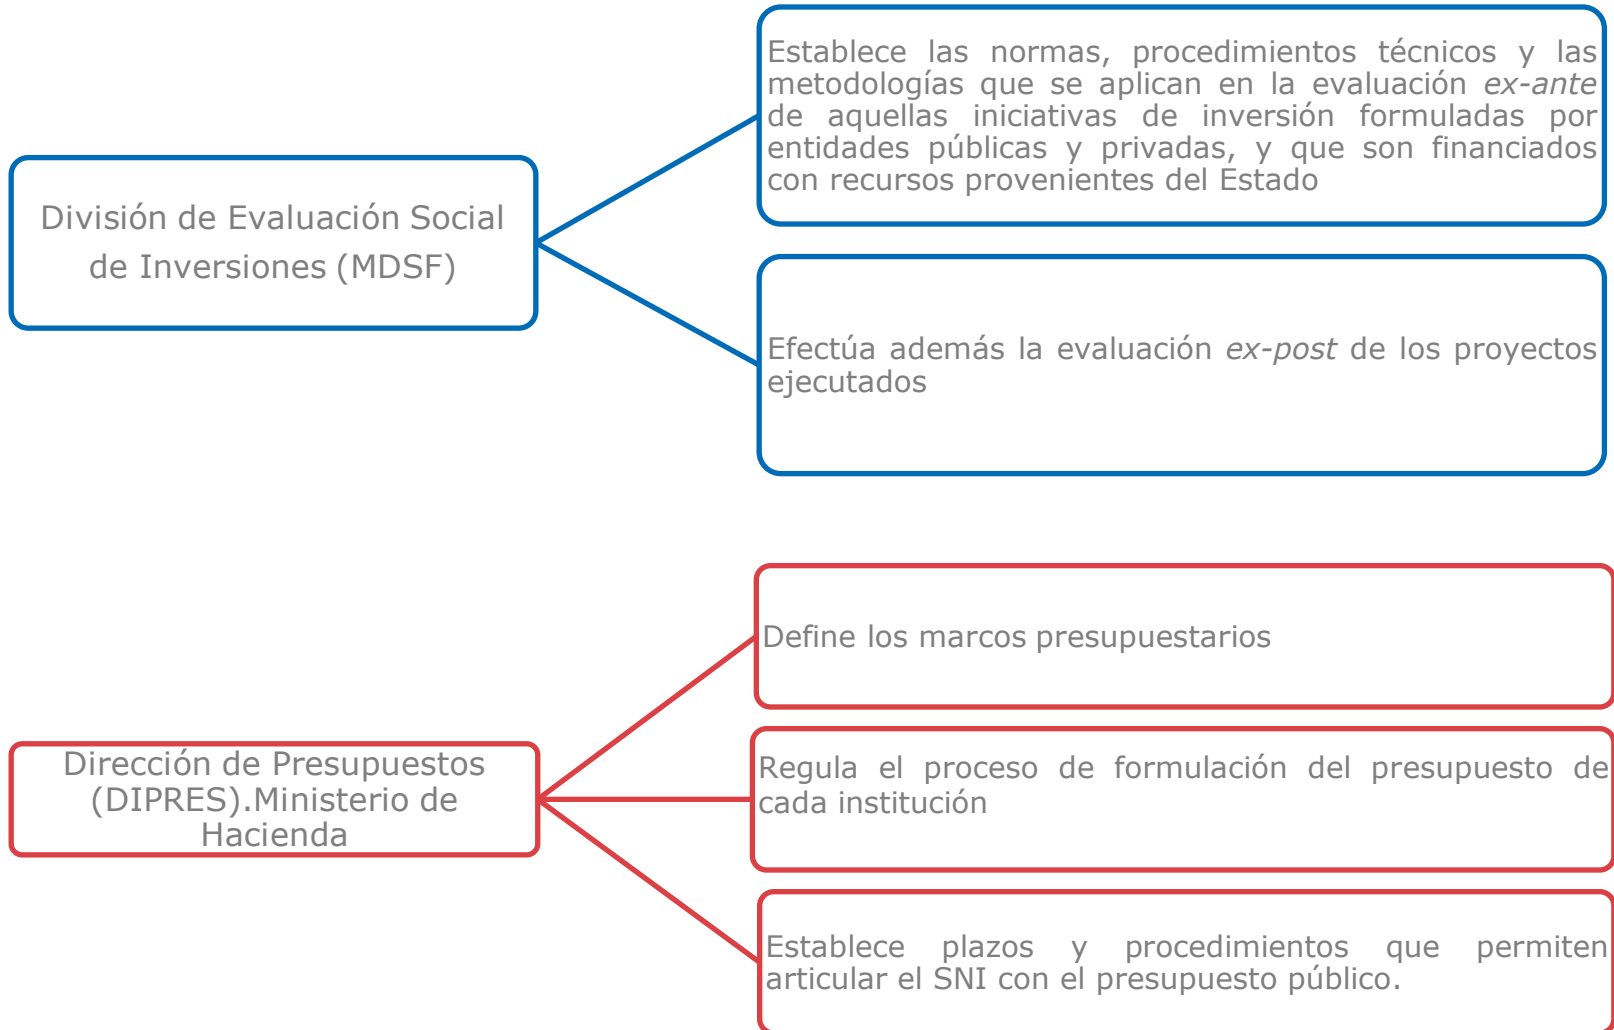 División de Evaluación Social
de Inversiones (MDSF)
Establece las normas, procedimientos técnicos y las
metodologías que se aplican en la evaluación ex-ante
de aquellas iniciativas de inversión formuladas por
entidades públicas y privadas, y que son financiados
con recursos provenientes del Estado
Efectúa además la evaluación ex-post de los proyectos
ejecutados
Dirección de Presupuestos
(DIPRES).Ministerio de
Hacienda
Define los marcos presupuestarios
Regula el proceso de formulación del presupuesto de
cada institución
Establece plazos y procedimientos que permiten
articular el SNI con el presupuesto público.